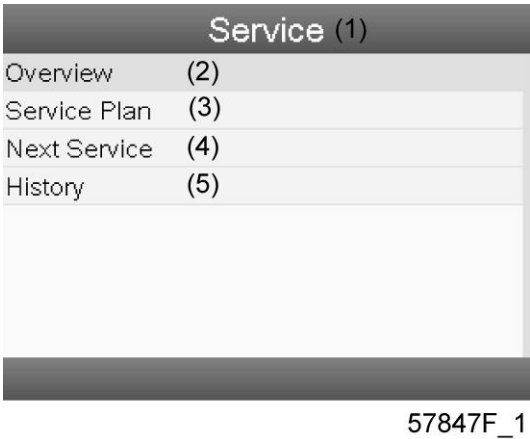 Service (1)
Overview (2)
Service Plan (3)
Next Service (4)
History (5)
57847F_1